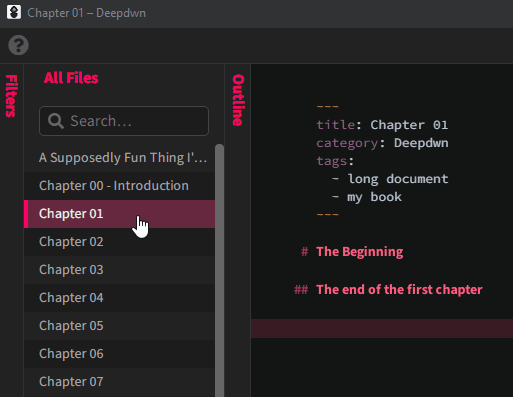 Chapter 01 – Deepdwn
?
Filters
All Files
Search…
A Supposedly Fun Thing I'…
Chapter 00 - Introduction
Chapter 01
Chapter 02
Chapter 03
Chapter 04
Chapter 05
Chapter 06
Chapter 07
Outline
---
title: Chapter 01
category: Deepdwn
tags:
- long document
- my book
---
# The Beginning
## The end of the first chapter